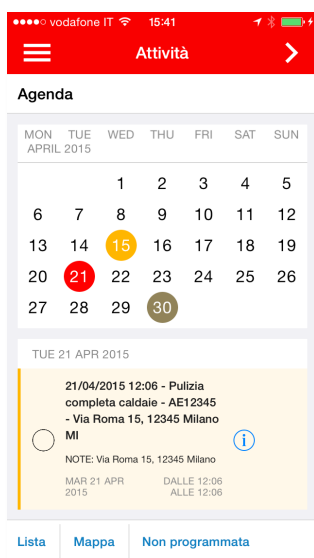 vodafone IT 15:41
Attività
Agenda
MON TUE WED THU FRI SAT SUN
APRIL 2015
1 2 3 4 5
6 7 8 9 10 11 12
13 14 15 16 17 18 19
20 21 22 23 24 25 26
27 28 29 30
TUE 21 APR 2015
21/04/2015 12:06 - Pulizia
completa caldaie - AE12345
- Via Roma 15, 12345 Milano
MI
NOTE: Via Roma 15, 12345 Milano
MAR 21 APR DALLE 12:06
2015 ALLE 12:06
Lista Mappa Non programmata